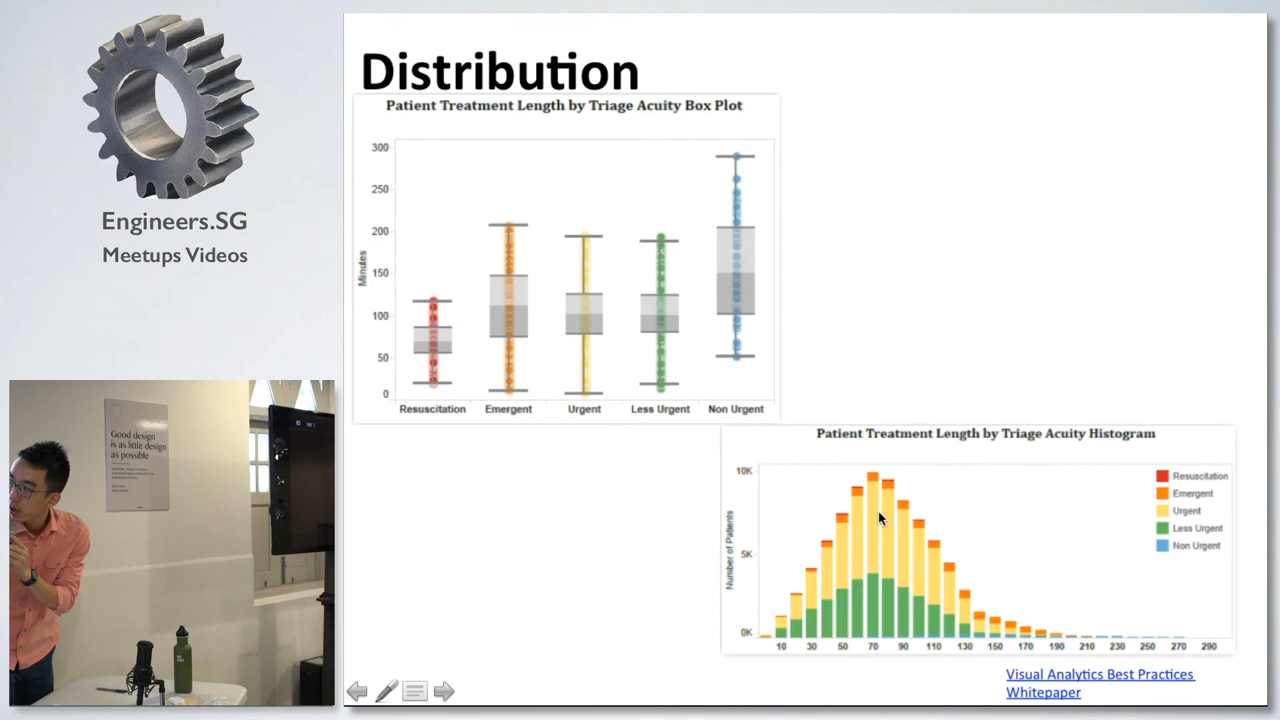 Engineers.SG
Meetups Videos
Good design
is as little design
as possible
Distribution
Patient Treatment Length by Triage Acuity Box Plot
Minutes
300
250
200
150
100
50
0
Resuscitation Emergent Urgent Less Urgent Non Urgent
Patient Treatment Length by Triage Acuity Histogram
Number of Patients
10K
5K
0K
10 30 50 70 90 110 130 150 170 190 210 230 250 270 290
Resuscitation
Emergent
Urgent
Less Urgent
Non Urgent
Visual Analytics Best Practices
Whitepaper